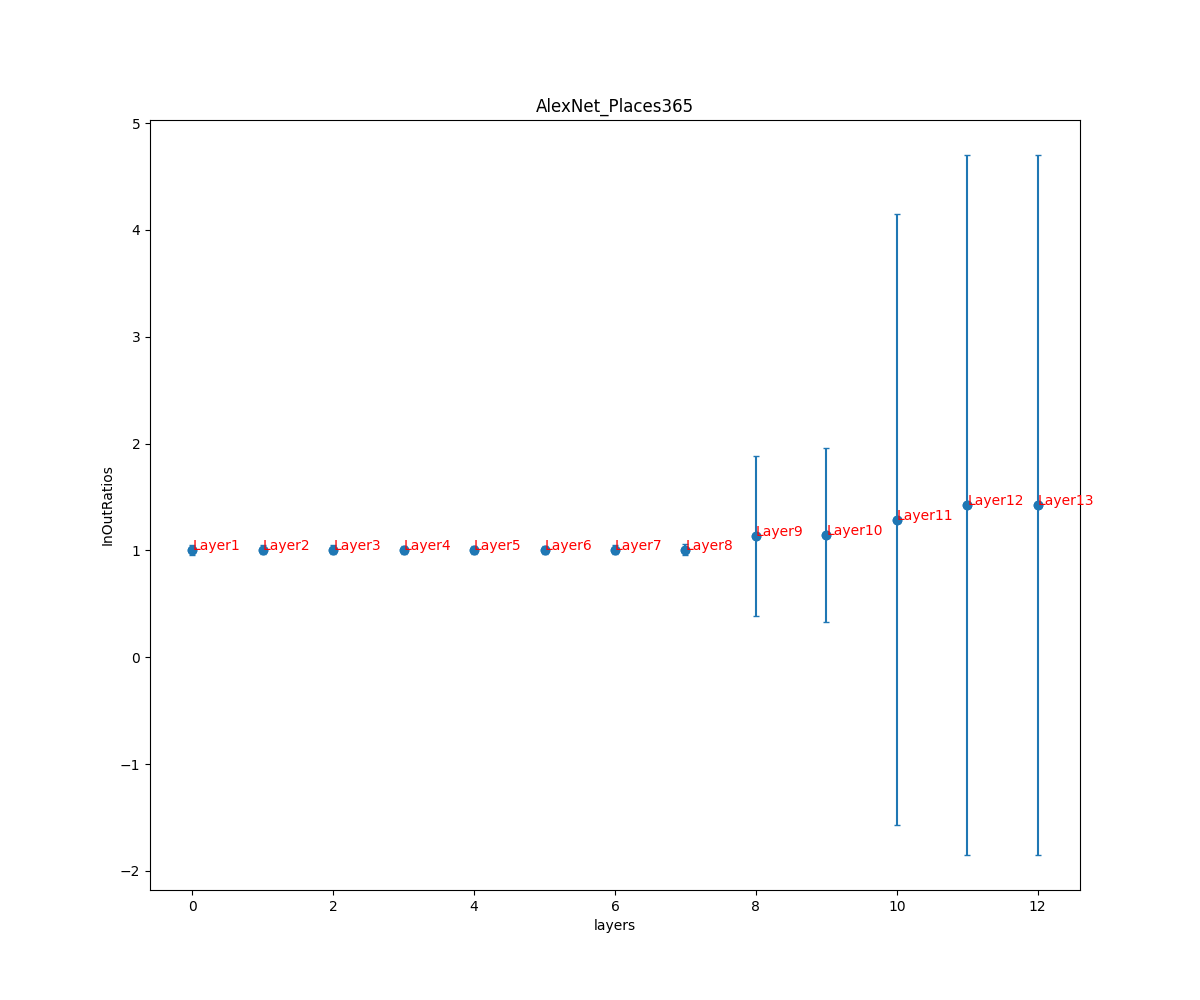 AlexNet_Places365
InOutRatios
5
4
3
2
1
0
−1
−2
Layer1
Layer2
Layer3
Layer4
Layer5
Layer6
Layer7
Layer8
Layer9
Layer10
Layer11
Layer12
Layer13
0 2 4 6 8 10 12
layers